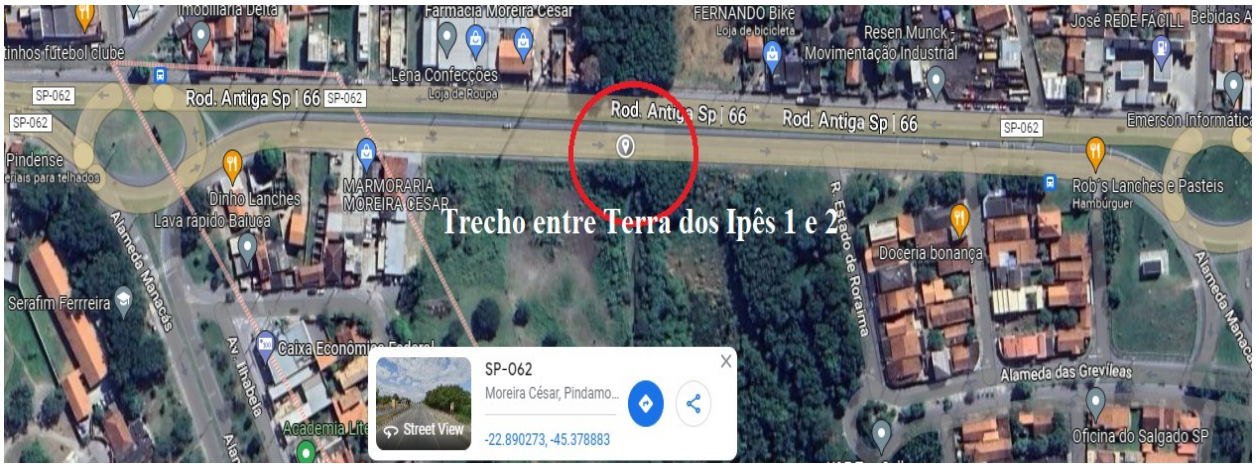 Imobiliária Delta
Farmácia Moreira César
FERNANDO Bike
Loja de bicicleta
José REDE FÁCILL
Bebidas A
tinhos futebol clube
Resen Munck -
Movimentação Industrial
Lena Confecções
Loja de Roupa
SP-062
Rod. Antiga Sp | 66
SP-062
Rod. Antiga Sp | 66
Rod. Antiga Sp | 66
SP-062
Emerson Informática
SP-062
Pindense
eriais para telhados
Dinho Lanches
MARMORARIA
MOREIRA CESAR
Rob's Lanches e Pasteis
Hambúrguer
Lava rápido Baiuca
Trecho entre Terra dos Ipês 1 e 2
R. Estado de Roraima
Doceria bonança
Alameda Manacás
Alameda Manacás
Serafim Ferrreira
Av. Ilhabela
Caixa Econômica Federal
SP-062
Moreira César, Pindamo...
Street View
-22.890273, -45.378883
Alameda das Grevíleas
Academia Lite
Oficina do Salgado SP